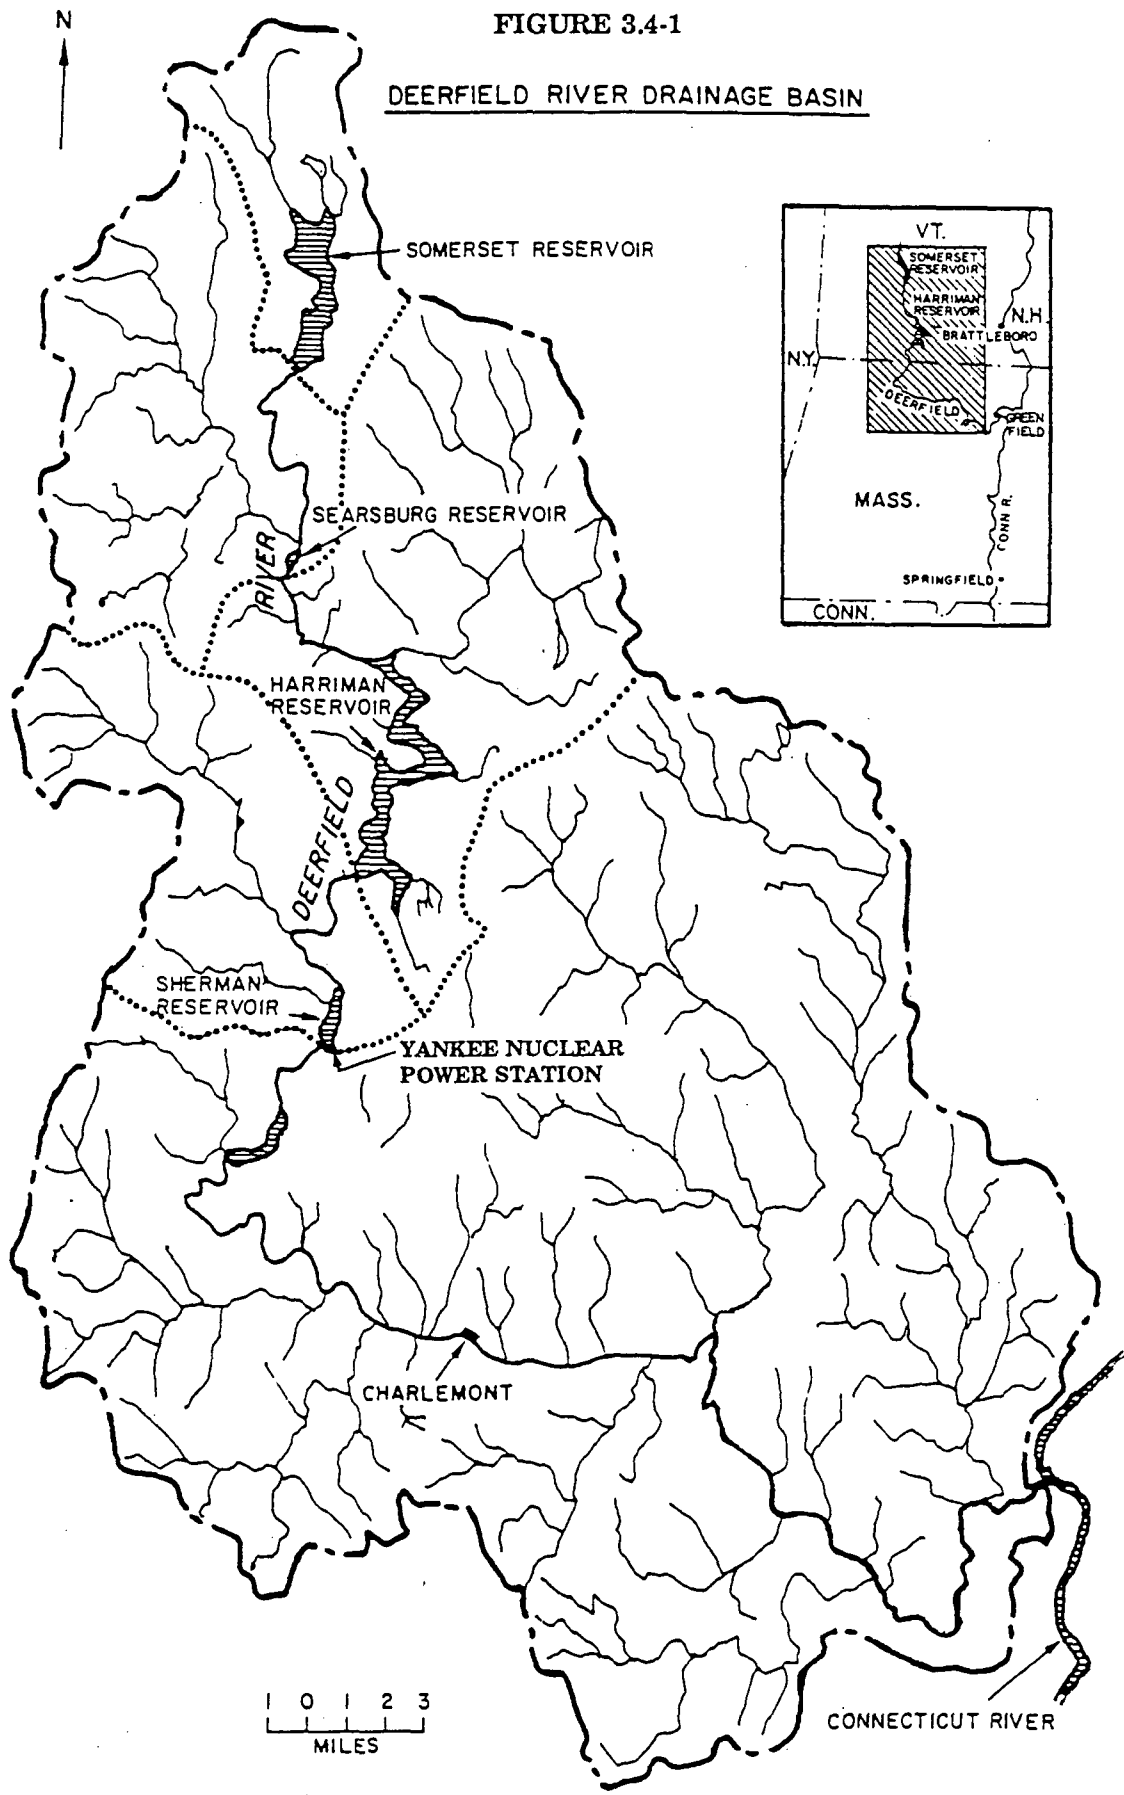 FIGURE 3.4-1
N
DEERFIELD RIVER DRAINAGE BASIN
SOMERSET RESERVOIR
VT.
SOMERSET
RESERVOIR
HARRIMAN
RESERVOIR
N.H.
BRATTLEBORO
N.Y.
DEERFIELD
GREEN
FIELD
MASS.
CONN R.
SPRINGFIELD
CONN.
SEARSBURG RESERVOIR
RIVER
HARRIMAN
RESERVOIR
DEERFIELD
SHERMAN
RESERVOIR
YANKEE NUCLEAR
POWER STATION
CHARLEMONT
1 0 1 2 3
MILES
CONNECTICUT RIVER